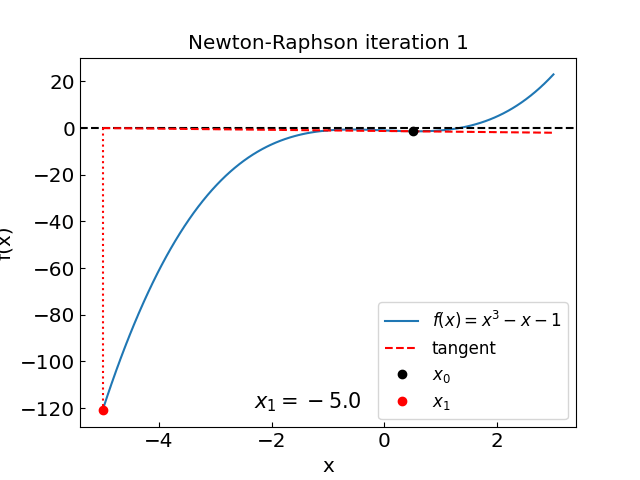 Newton-Raphson iteration 1
20
0
−20
−40
−60
−80
−100
−120
f(x)
−4
−2
0
2
x
x₁ = −5.0
f(x) = x³ − x − 1
tangent
x₀
x₁